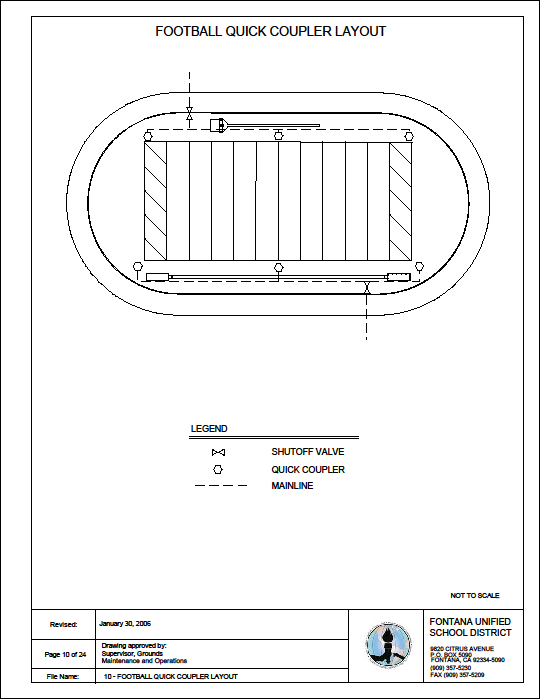 FOOTBALL QUICK COUPLER LAYOUT
LEGEND
SHUTOFF VALVE
QUICK COUPLER
MAINLINE
NOT TO SCALE
Revised:
January 30, 2006
Page 10 of 24
Drawing approved by:
Supervisor, Grounds
Maintenance and Operations
File Name:
10 - FOOTBALL QUICK COUPLER LAYOUT
FONTANA UNIFIED
SCHOOL DISTRICT
9820 CITRUS AVENUE
P.O. BOX 5090
FONTANA, CA 92334-5090
(909) 357-5230
FAX (909) 357-5209